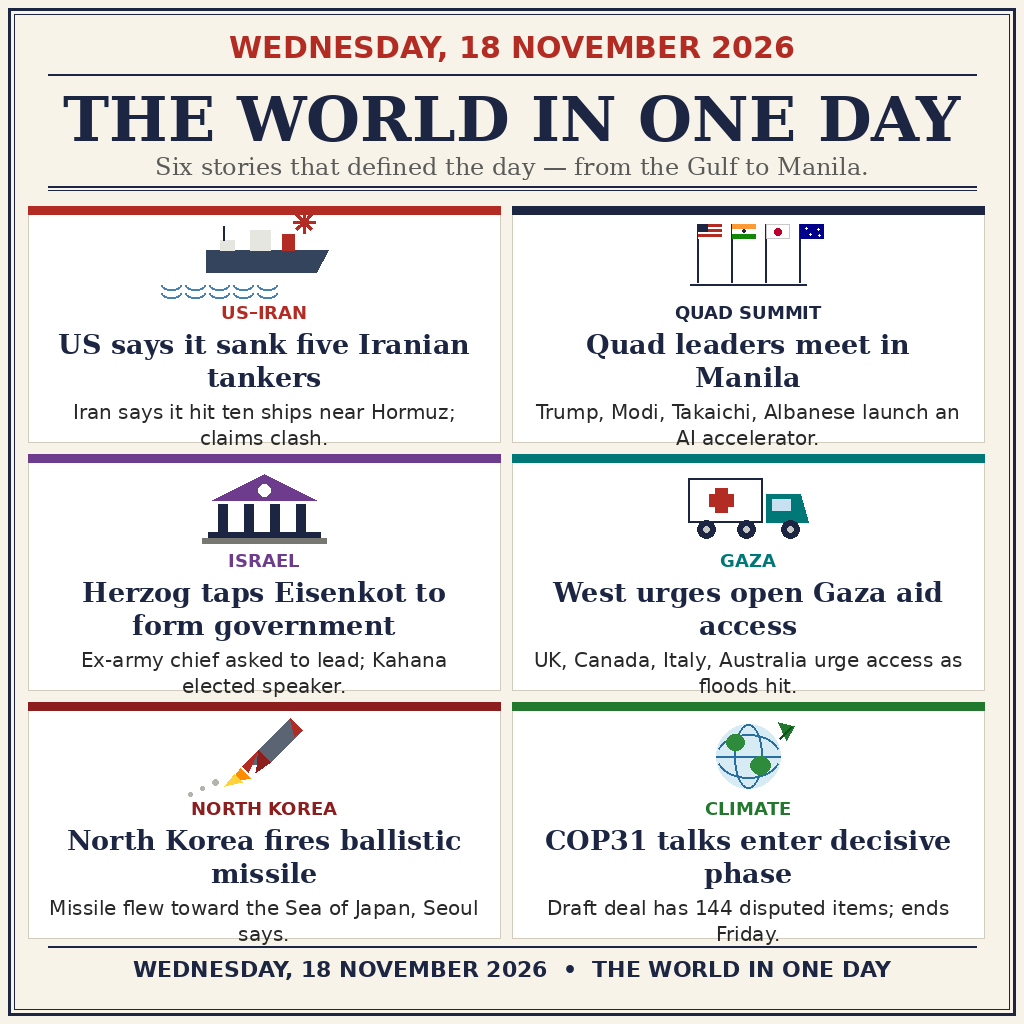 WEDNESDAY, 18 NOVEMBER 2026
THE WORLD IN ONE DAY
Six stories that defined the day — from the Gulf to Manila.
US–IRAN
US says it sank five Iranian
tankers
Iran says it hit ten ships near Hormuz;
claims clash.
QUAD SUMMIT
Quad leaders meet in
Manila
Trump, Modi, Takaichi, Albanese launch an
AI accelerator.
ISRAEL
Herzog taps Eisenkot to
form government
Ex-army chief asked to lead; Kahana
elected speaker.
GAZA
West urges open Gaza aid
access
UK, Canada, Italy, Australia urge access as
floods hit.
NORTH KOREA
North Korea fires ballistic
missile
Missile flew toward the Sea of Japan, Seoul
says.
CLIMATE
COP31 talks enter decisive
phase
Draft deal has 144 disputed items; ends
Friday.
WEDNESDAY, 18 NOVEMBER 2026 • THE WORLD IN ONE DAY